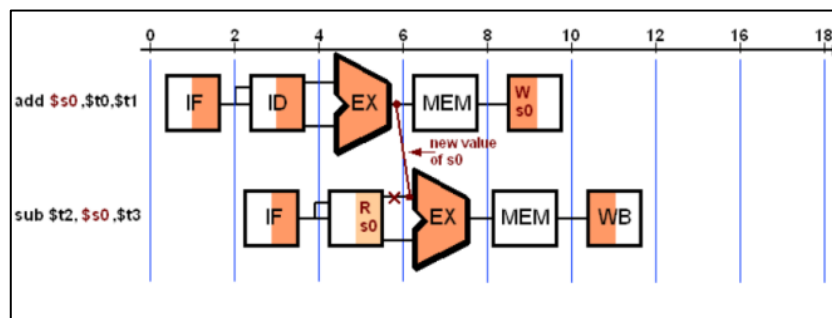 0 2 4 6 8 10 12 14 16 18
add $s0 ,$t0,$t1
IF
ID
EX
MEM
W
s0
new value
of s0
sub $t2, $s0 ,$t3
IF
R
s0
EX
MEM
WB